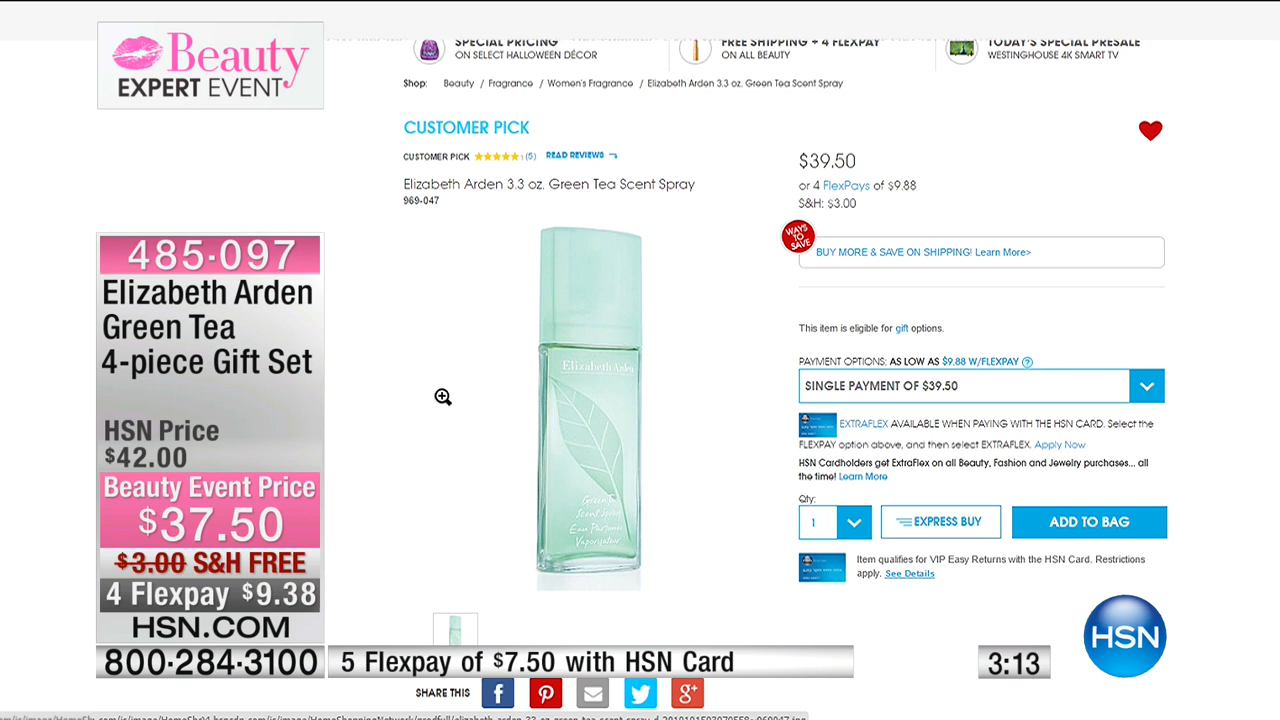 Beauty
EXPERT EVENT
SPECIAL PRICING
ON SELECT HALLOWEEN DÉCOR
FREE SHIPPING + 4 FLEXPAY
ON ALL BEAUTY
TODAY'S SPECIAL PRESALE
WESTINGHOUSE 4K SMART TV
Shop: Beauty / Fragrance / Women's Fragrance / Elizabeth Arden 3.3 oz. Green Tea Scent Spray
CUSTOMER PICK
CUSTOMER PICK (5) READ REVIEWS
Elizabeth Arden 3.3 oz. Green Tea Scent Spray
969-047
$39.50
or 4 FlexPays of $9.88
S&H: $3.00
WAYS
TO
SAVE
BUY MORE & SAVE ON SHIPPING! Learn More>
This item is eligible for gift options.
PAYMENT OPTIONS: AS LOW AS $9.88 W/FLEXPAY ?
SINGLE PAYMENT OF $39.50
EXTRAFLEX AVAILABLE WHEN PAYING WITH THE HSN CARD. Select the
FLEXPAY option above, and then select EXTRAFLEX. Apply Now
HSN Cardholders get ExtraFlex on all Beauty, Fashion and Jewelry purchases... all
the time! Learn More
Qty:
1
EXPRESS BUY
ADD TO BAG
Item qualifies for VIP Easy Returns with the HSN Card. Restrictions
apply. See Details
Elizabeth Arden
Green Tea
Scent Spray
Eau Parfumée
Vaporisateur
485-097
Elizabeth Arden
Green Tea
4-piece Gift Set
HSN Price
$42.00
Beauty Event Price
$37.50
$3.00 S&H FREE
4 Flexpay $9.38
HSN.COM
800-284-3100
5 Flexpay of $7.50 with HSN Card
3:13
HSN
SHARE THIS